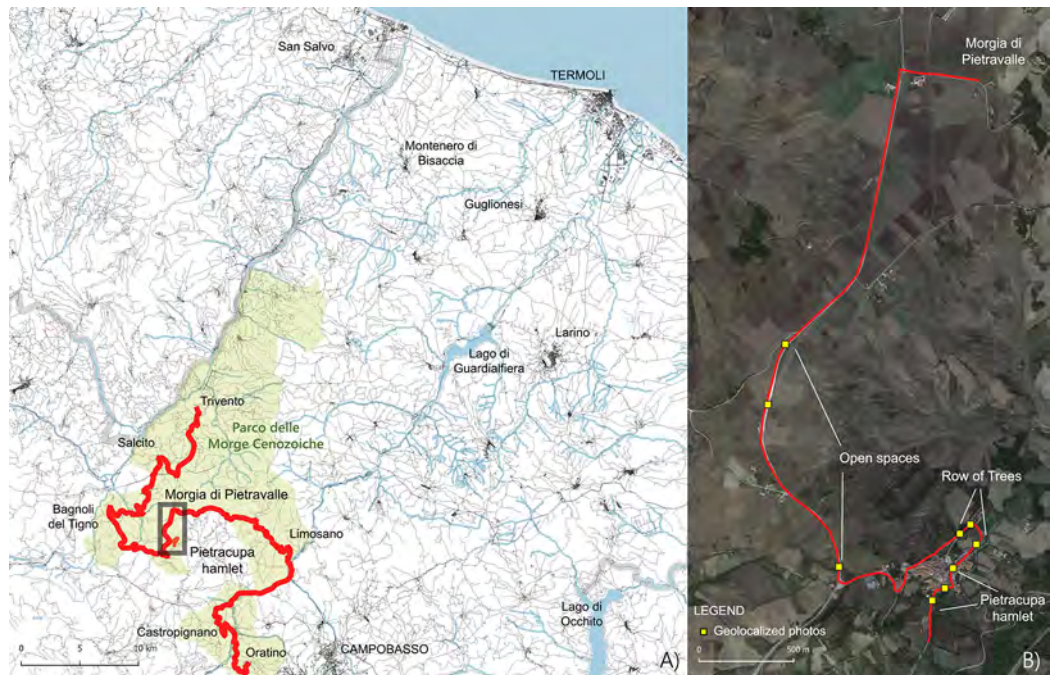 San Salvo
TERMOLI
Montenero di
Bisaccia
Guglionesi
Larino
Lago di
Guardialfiera
Trivento
Parco delle
Morge Cenozoiche
Salcito
Morgia di Pietravalle
Bagnoli
del Tigno
Limosano
Pietracupa
hamlet
Lago di
Occhito
Castropignano
Oratino
CAMPOBASSO
0 5 10 km
A)
Morgia di
Pietravalle
Open spaces
Row of Trees
Pietracupa
hamlet
LEGEND
Geolocalized photos
0 500 m
B)